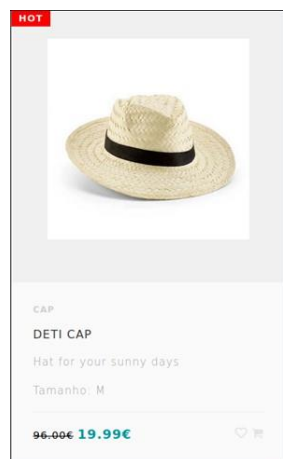 HOT
CAP
DETI CAP
Hat for your sunny days
Tamanho: M
96.00€ 19.99€